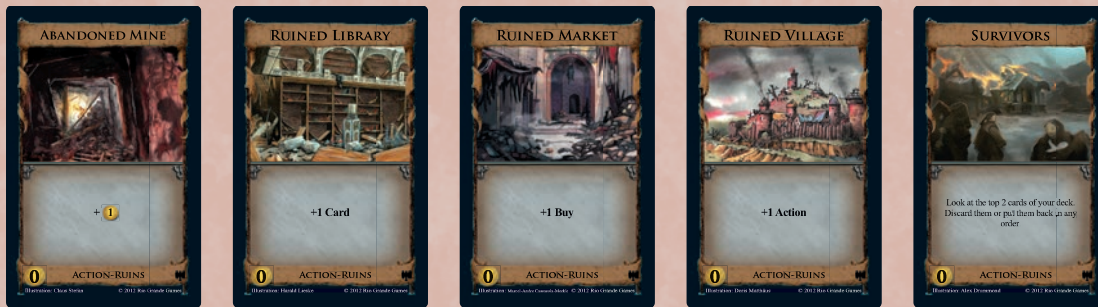 ABANDONED MINE
+ 1
0
ACTION-RUINS
Illustration: Claus Stephan © 2012 Rio Grande Games
RUINED LIBRARY
+1 Card
0
ACTION-RUINS
Illustration: Harald Lieske © 2012 Rio Grande Games
RUINED MARKET
+1 Buy
0
ACTION-RUINS
Illustration: © 2012 Rio Grande Games
RUINED VILLAGE
+1 Action
0
ACTION-RUINS
Illustration: Doris Matthäus © 2012 Rio Grande Games
SURVIVORS
Look at the top 2 cards of your deck.
Discard them or put them back in any
order
0
ACTION-RUINS
Illustration: Alex Drummond © 2012 Rio Grande Games